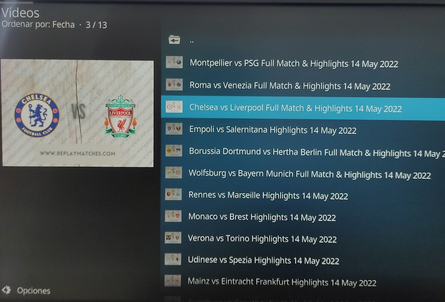 Vídeos
Ordenar por: Fecha · 3 / 13
..
Montpellier vs PSG Full Match & Highlights 14 May 2022
Roma vs Venezia Full Match & Highlights 14 May 2022
Chelsea vs Liverpool Full Match & Highlights 14 May 2022
Empoli vs Salernitana Highlights 14 May 2022
Borussia Dortmund vs Hertha Berlin Full Match & Highlights 14 May 2
Wolfsburg vs Bayern Munich Full Match & Highlights 14 May 2022
Rennes vs Marseille Highlights 14 May 2022
Monaco vs Brest Highlights 14 May 2022
Verona vs Torino Highlights 14 May 2022
Udinese vs Spezia Highlights 14 May 2022
Mainz vs Eintracht Frankfurt Highlights 14 May 2022
CHELSEA
FOOTBALL CLUB
VS
LIVERPOOL
WWW.REPLAYMATCHES.COM
Opciones